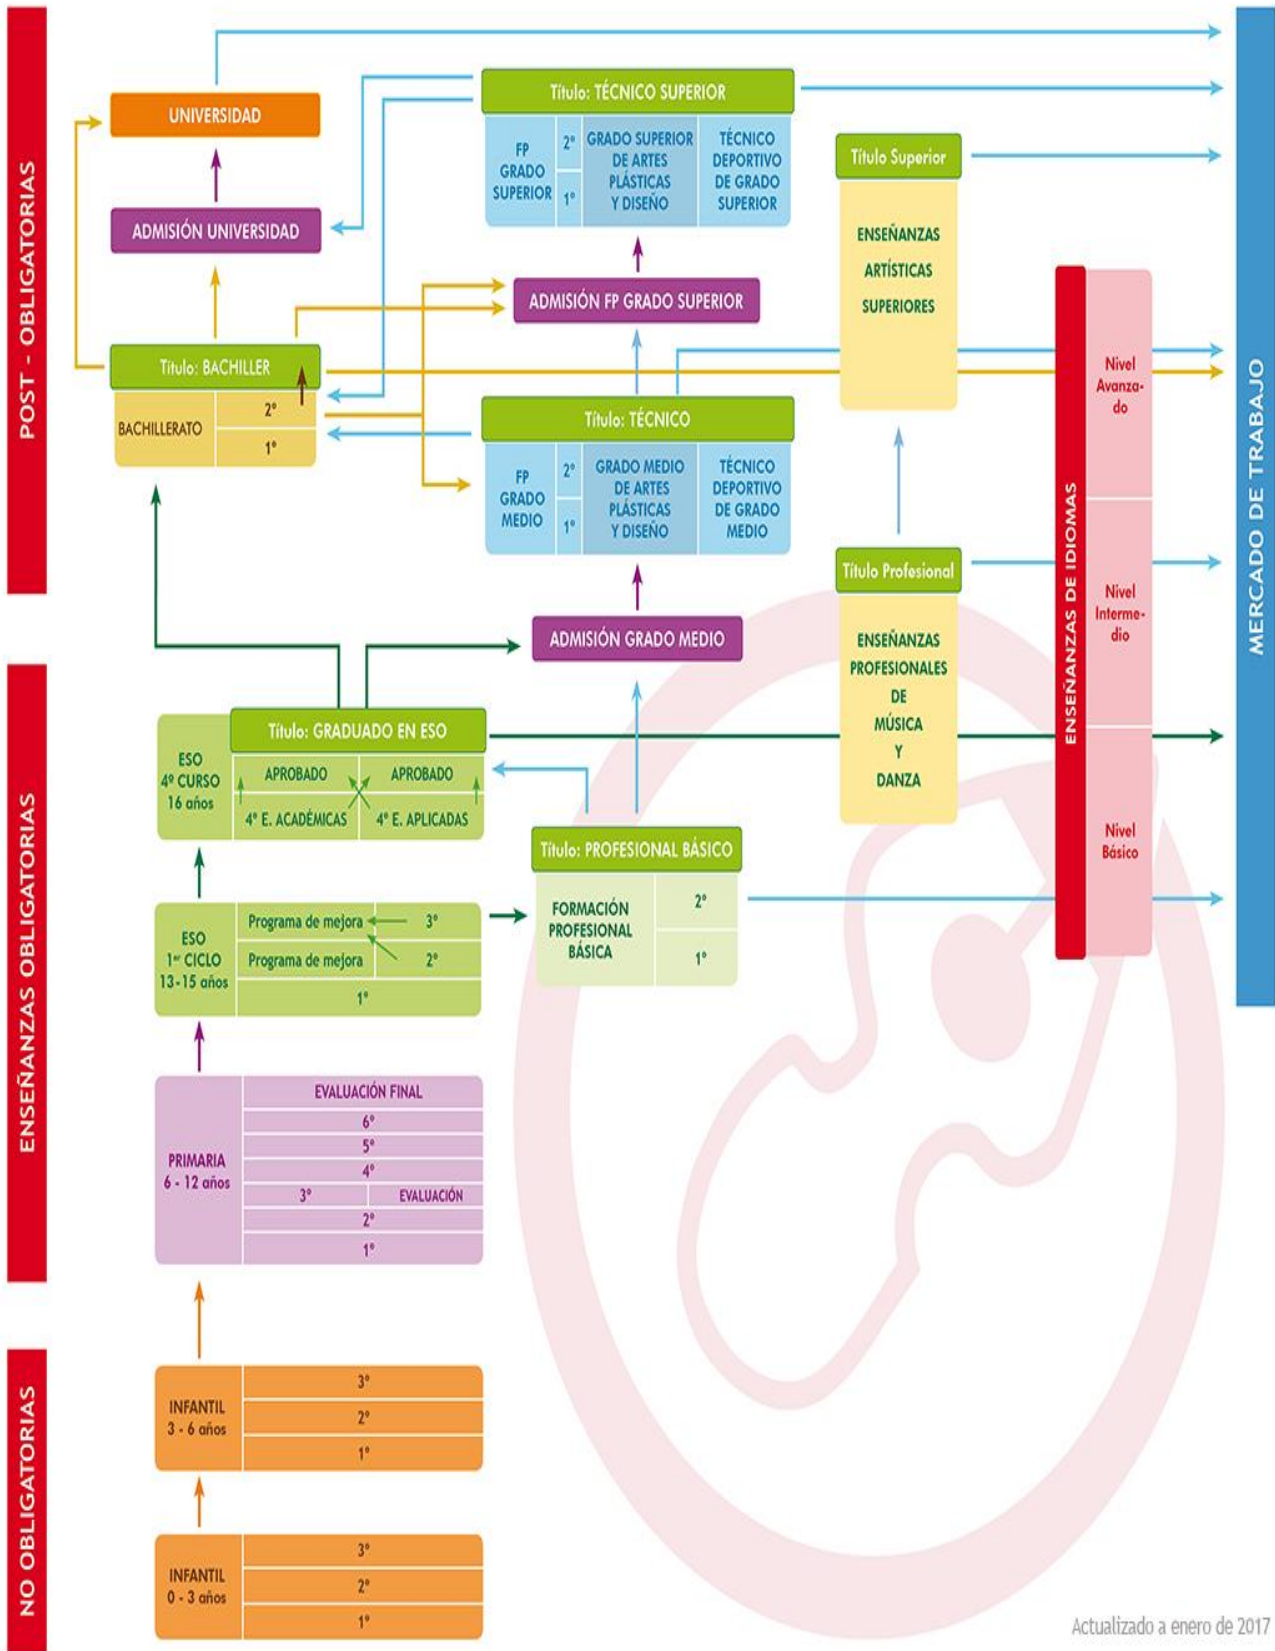 POST - OBLIGATORIAS
ENSEÑANZAS OBLIGATORIAS
NO OBLIGATORIAS
UNIVERSIDAD
ADMISIÓN UNIVERSIDAD
Título: BACHILLER
BACHILLERATO
2º
1º
Título: TÉCNICO SUPERIOR
FP
GRADO
SUPERIOR
2º
1º
GRADO SUPERIOR
DE ARTES
PLÁSTICAS
Y DISEÑO
TÉCNICO
DEPORTIVO
DE GRADO
SUPERIOR
ADMISIÓN FP GRADO SUPERIOR
Título: TÉCNICO
FP
GRADO
MEDIO
2º
1º
GRADO MEDIO
DE ARTES
PLÁSTICAS
Y DISEÑO
TÉCNICO
DEPORTIVO
DE GRADO
MEDIO
ADMISIÓN GRADO MEDIO
Título Superior
ENSEÑANZAS
ARTÍSTICAS
SUPERIORES
Título Profesional
ENSEÑANZAS
PROFESIONALES
DE
MÚSICA
Y
DANZA
ENSEÑANZAS DE IDIOMAS
Nivel
Avanza-
do
Nivel
Interme-
dio
Nivel
Básico
MERCADO DE TRABAJO
ESO
4º CURSO
16 años
Título: GRADUADO EN ESO
APROBADO
APROBADO
4º E. ACADÉMICAS
4º E. APLICADAS
Título: PROFESIONAL BÁSICO
FORMACIÓN
PROFESIONAL
BÁSICA
2º
1º
ESO
1er CICLO
13-15 años
Programa de mejora
3º
Programa de mejora
2º
1º
PRIMARIA
6 - 12 años
EVALUACIÓN FINAL
6º
5º
4º
3º
EVALUACIÓN
2º
1º
INFANTIL
3 - 6 años
3º
2º
1º
INFANTIL
0 - 3 años
3º
2º
1º
Actualizado a enero de 2017